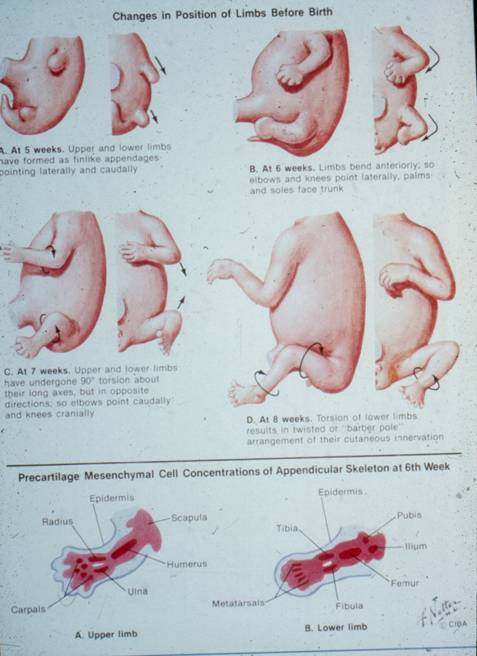 Changes in Position of Limbs Before Birth
A. At 5 weeks. Upper and lower limbs
have formed as finlike appendages
pointing laterally and caudally
B. At 6 weeks. Limbs bend anteriorly; so
elbows and knees point laterally, palms
and soles face trunk
C. At 7 weeks. Upper and lower limbs
have undergone 90° torsion about
their long axes, but in opposite
directions; so elbows point caudally
and knees cranially
D. At 8 weeks. Torsion of lower limbs
results in twisted or "barber pole"
arrangement of their cutaneous innervation
Precartilage Mesenchymal Cell Concentrations of Appendicular Skeleton at 6th Week
Epidermis
Radius
Scapula
Humerus
Ulna
Carpals
A. Upper limb
Epidermis
Tibia
Pubis
Ilium
Femur
Fibula
Metatarsals
B. Lower limb
F. Netter
© CIBA